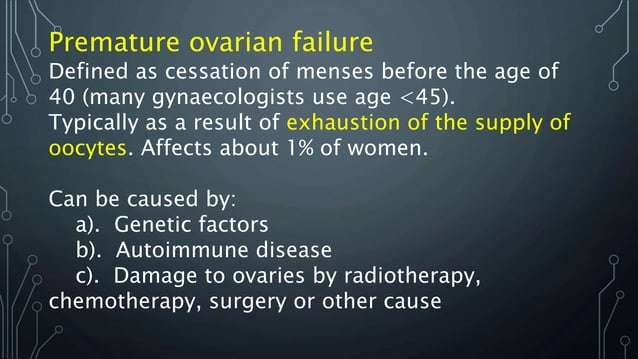 Premature ovarian failure
Defined as cessation of menses before the age of
40 (many gynaecologists use age <45).
Typically as a result of exhaustion of the supply of
oocytes. Affects about 1% of women.
Can be caused by:
a). Genetic factors
b). Autoimmune disease
c). Damage to ovaries by radiotherapy,
chemotherapy, surgery or other cause